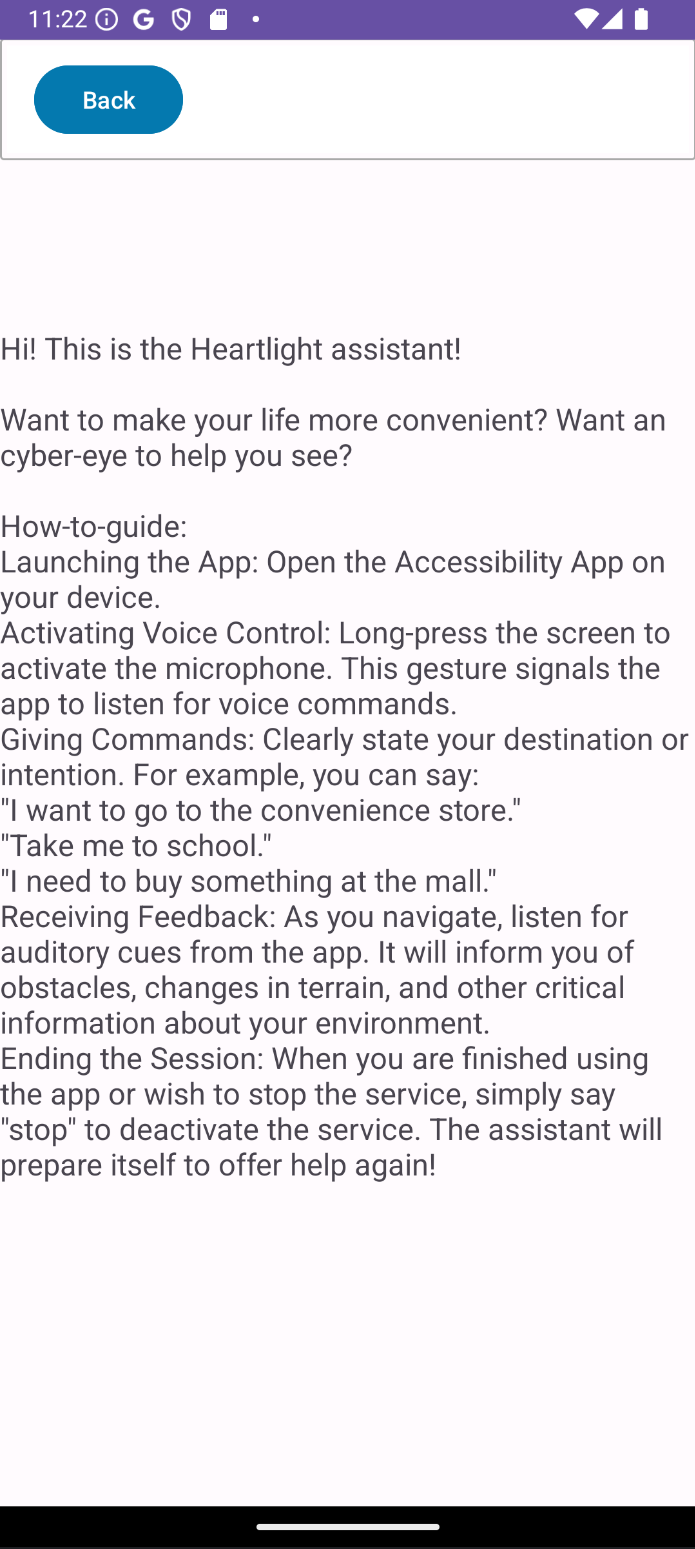 11:22
Back
Hi! This is the Heartlight assistant!
Want to make your life more convenient? Want an
cyber-eye to help you see?
How-to-guide:
Launching the App: Open the Accessibility App on
your device.
Activating Voice Control: Long-press the screen to
activate the microphone. This gesture signals the
app to listen for voice commands.
Giving Commands: Clearly state your destination or
intention. For example, you can say:
"I want to go to the convenience store."
"Take me to school."
"I need to buy something at the mall."
Receiving Feedback: As you navigate, listen for
auditory cues from the app. It will inform you of
obstacles, changes in terrain, and other critical
information about your environment.
Ending the Session: When you are finished using
the app or wish to stop the service, simply say
"stop" to deactivate the service. The assistant will
prepare itself to offer help again!